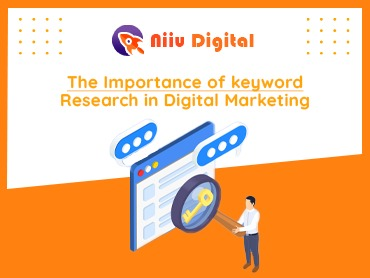 Niiu Digital
The Importance of keyword
Research in Digital Marketing